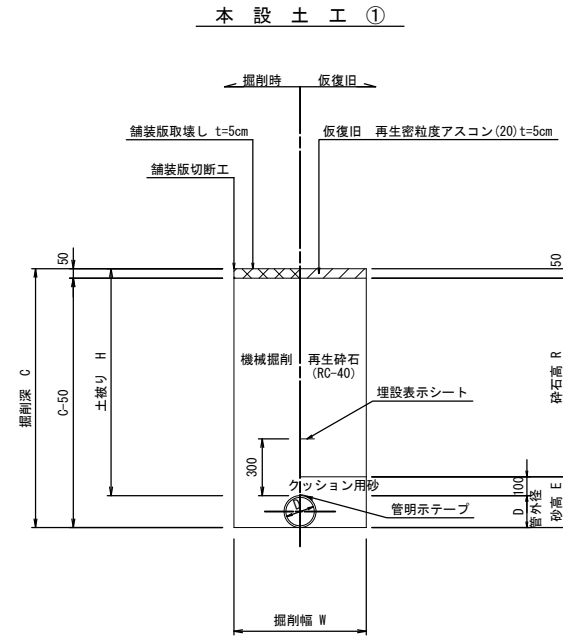 本設土工①
掘削時
仮復旧
舗装版取壊し t=5cm
仮復旧 再生密粒度アスコン(20)t=5cm
舗装版切断工
50
50
掘削深 C
C-50
土被り H
機械掘削
再生砕石
(RC-40)
砕石高 R
埋設表示シート
300
クッション用砂
100
管明示テープ
D
D
管外径
砂高 E
掘削幅 W